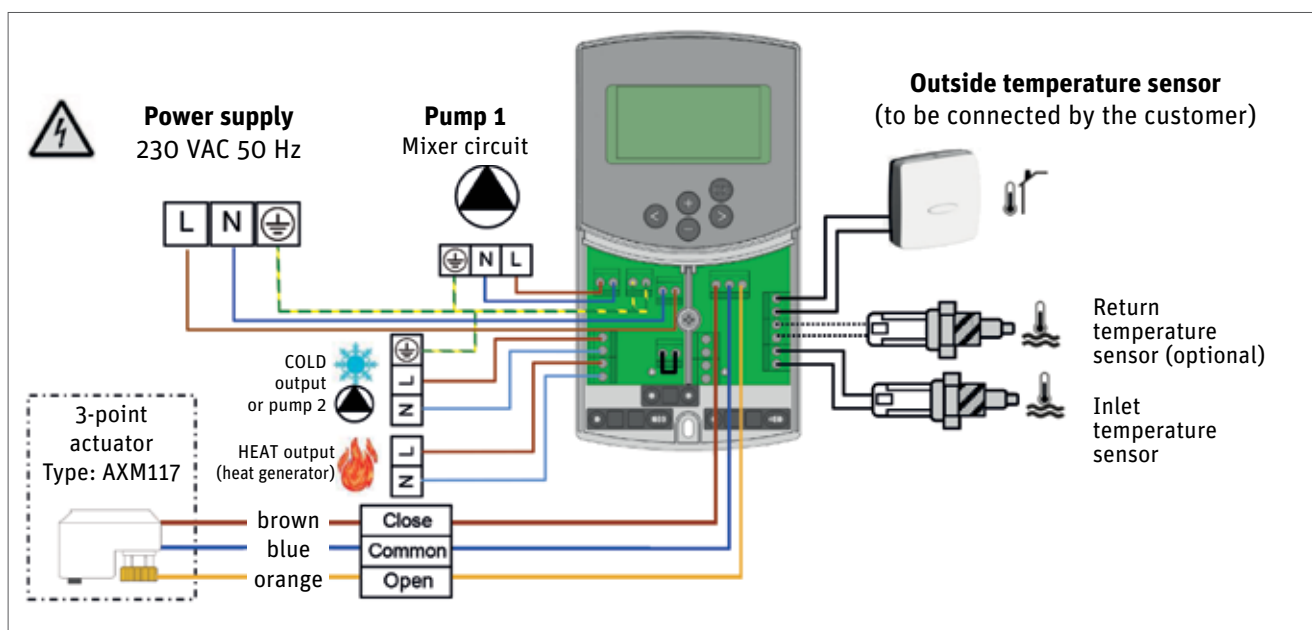 Power supply
230 VAC 50 Hz
L N
Pump 1
Mixer circuit
N L
Outside temperature sensor
(to be connected by the customer)
Return
temperature
sensor (optional)
Inlet
temperature
sensor
COLD
output
or pump 2
L
N
HEAT output
(heat generator)
L
N
3-point
actuator
Type: AXM117
brown Close
blue Common
orange Open